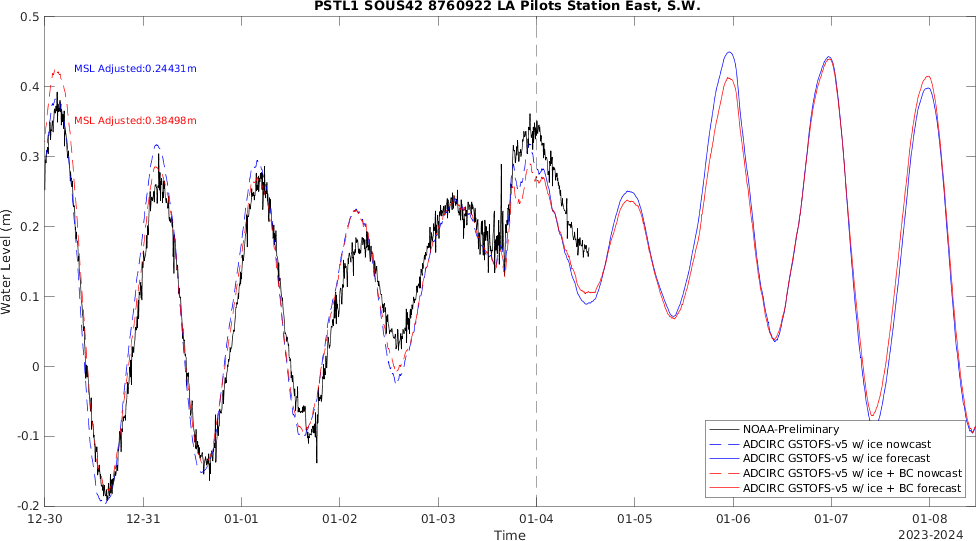 PSTL1 SOUS42 8760922 LA Pilots Station East, S.W.
0.5
0.4
0.3
0.2
0.1
0
-0.1
-0.2
Water Level (m)
MSL Adjusted:0.24431m
MSL Adjusted:0.38498m
NOAA-Preliminary
ADCIRC GSTOFS-v5 w/ice nowcast
ADCIRC GSTOFS-v5 w/ice forecast
ADCIRC GSTOFS-v5 w/ice + BC nowcast
ADCIRC GSTOFS-v5 w/ice + BC forecast
12-30 12-31 01-01 01-02 01-03 01-04 01-05 01-06 01-07 01-08
Time
2023-2024